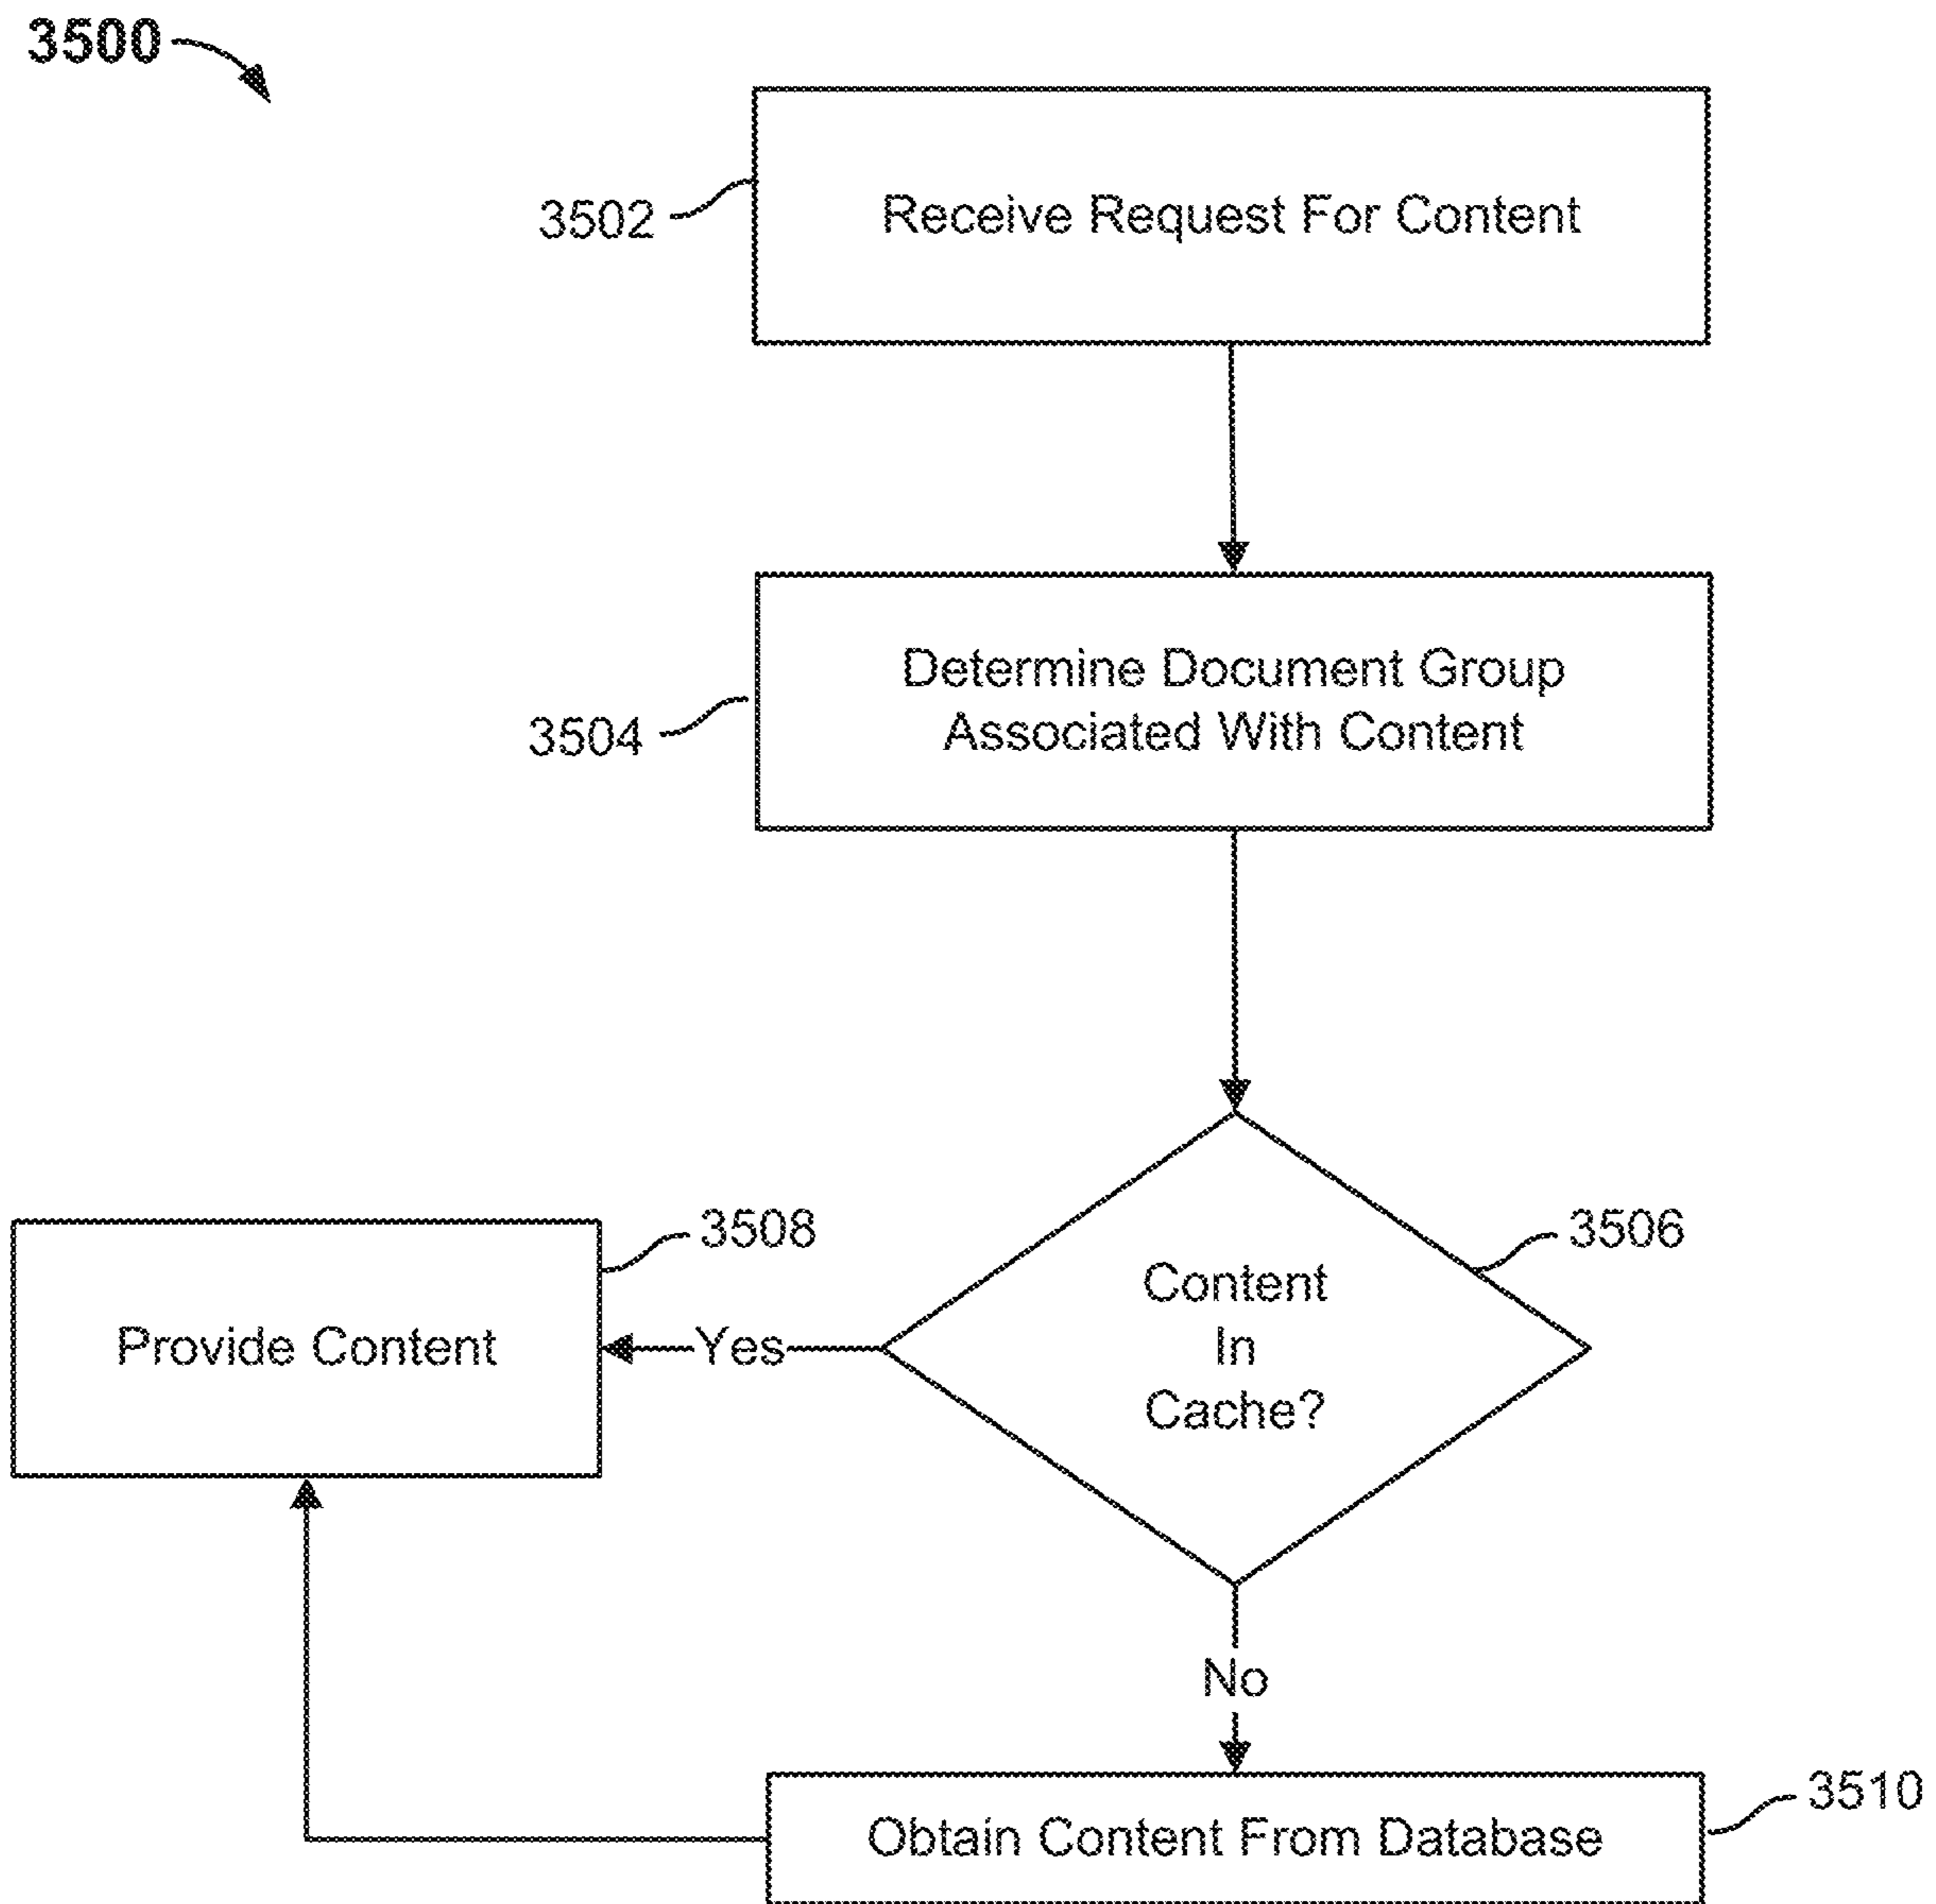 3500
3502
Receive Request For Content
3504
Determine Document Group
Associated With Content
3506
Content
In
Cache?
Yes
3508
Provide Content
No
3510
Obtain Content From Database